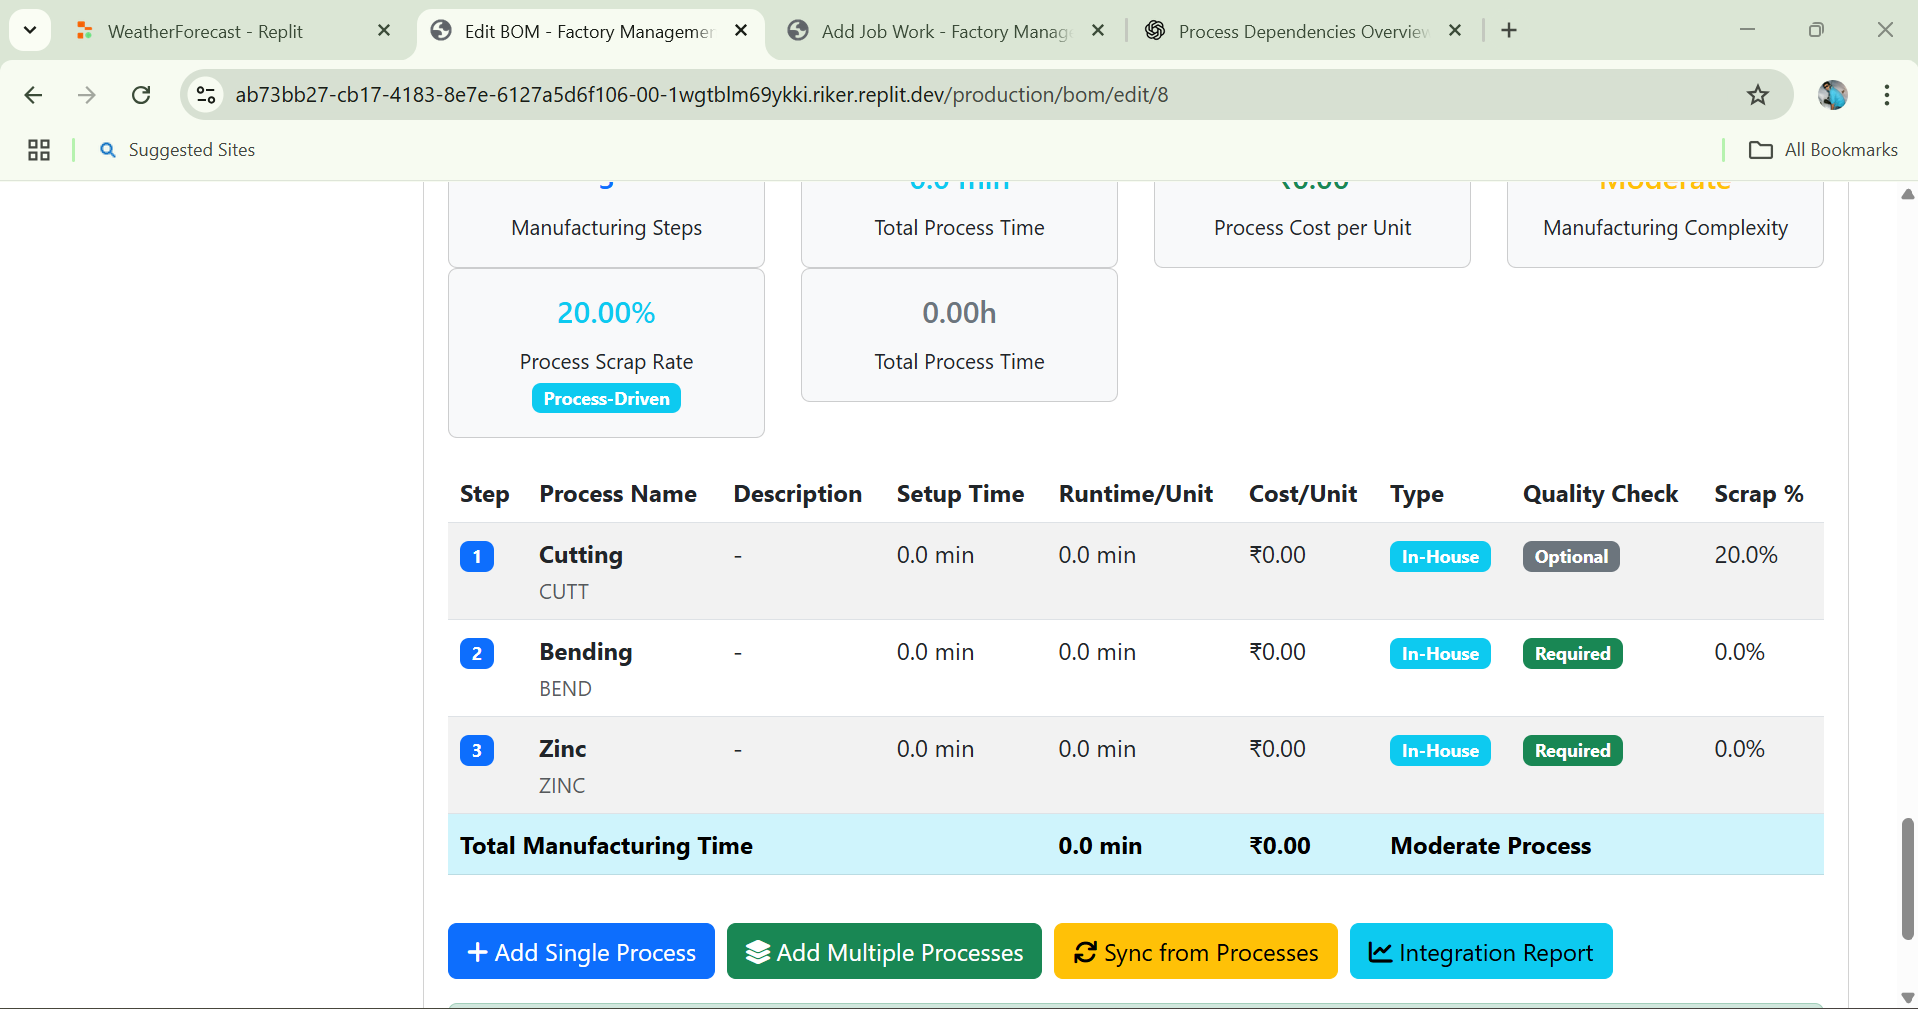 WeatherForecast - Replit
Edit BOM - Factory Managemer
Add Job Work - Factory Manag
Process Dependencies Overview
ab73bb27-cb17-4183-8e7e-6127a5d6f106-00-1wgtblm69ykki.riker.replit.dev/production/bom/edit/8
Suggested Sites
All Bookmarks
3 0.0 min ₹0.00 Moderate
Manufacturing Steps Total Process Time Process Cost per Unit Manufacturing Complexity
20.00% 0.00h
Process Scrap Rate Total Process Time
Process-Driven
Step Process Name Description Setup Time Runtime/Unit Cost/Unit Type Quality Check Scrap %
1 Cutting - 0.0 min 0.0 min ₹0.00 In-House Optional 20.0%
CUTT
2 Bending - 0.0 min 0.0 min ₹0.00 In-House Required 0.0%
BEND
3 Zinc - 0.0 min 0.0 min ₹0.00 In-House Required 0.0%
ZINC
Total Manufacturing Time 0.0 min ₹0.00 Moderate Process
Add Single Process Add Multiple Processes Sync from Processes Integration Report